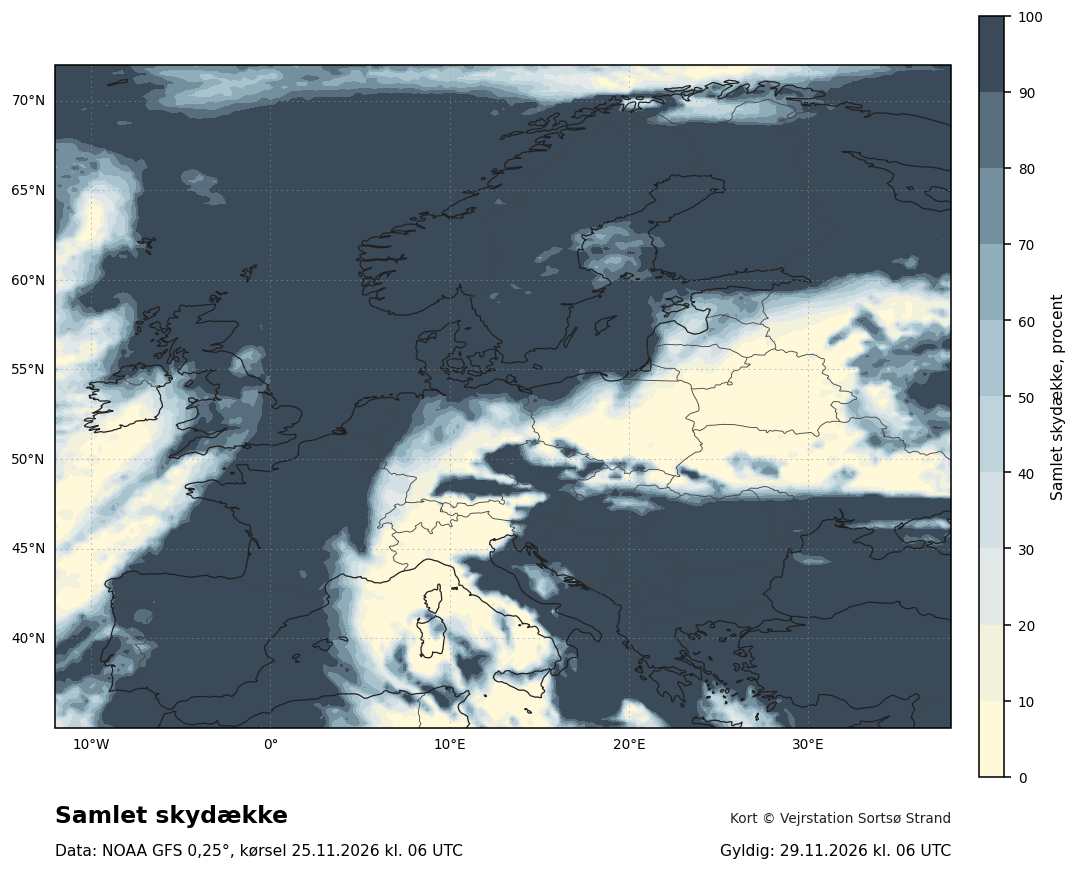 100
90
80
70
60
50
40
30
20
10
0
Samlet skydække, procent
70°N
65°N
60°N
55°N
50°N
45°N
40°N
10°W
0°
10°E
20°E
30°E
Samlet skydække
Kort © Vejrstation Sortsø Strand
Data: NOAA GFS 0,25°, kørsel 25.11.2026 kl. 06 UTC
Gyldig: 29.11.2026 kl. 06 UTC